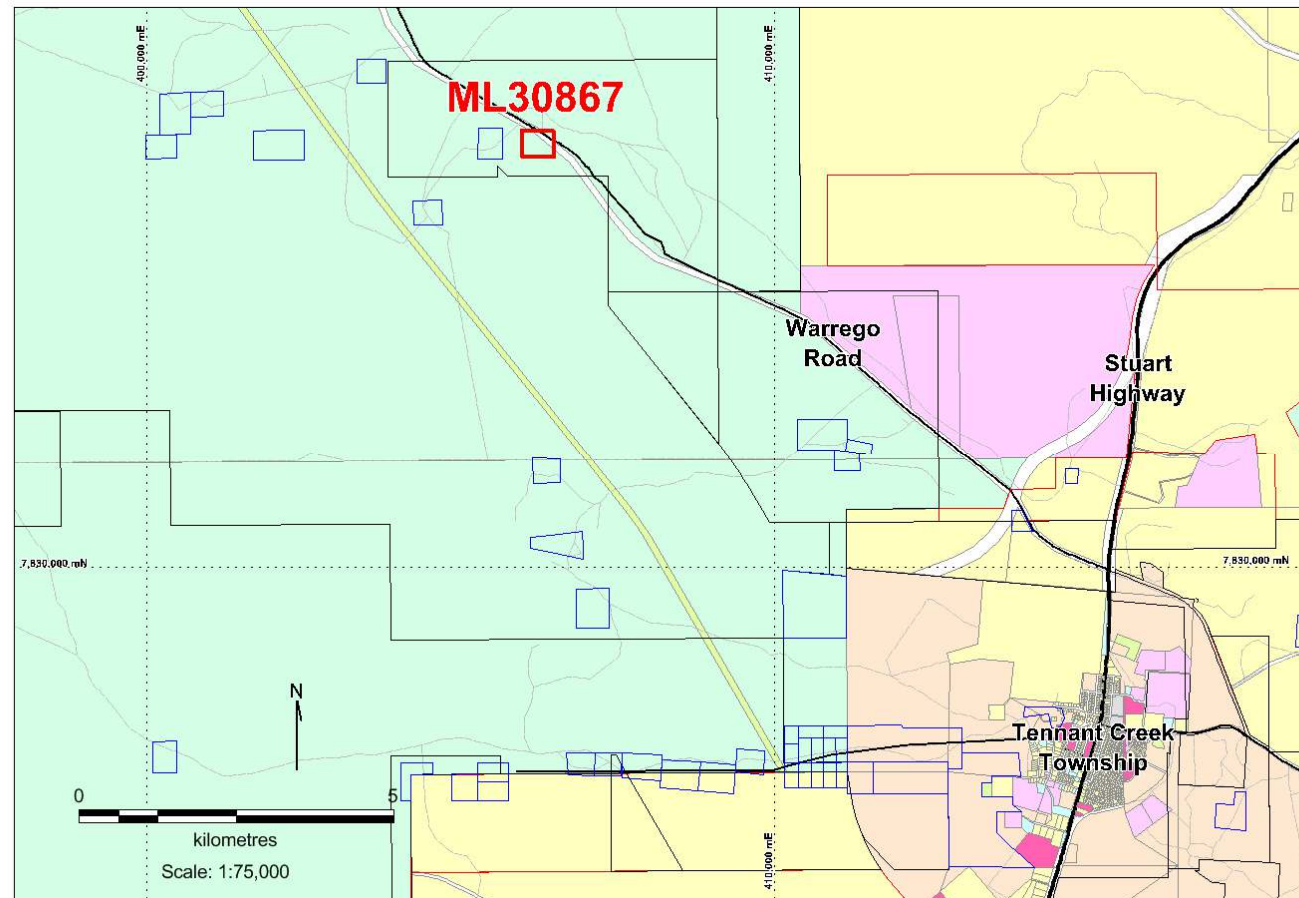 400,000 mE
410,000 mE
ML30867
Warrego
Road
Stuart
Highway
7,830,000 mN
7,830,000 mN
N
Tennant Creek
Township
0
5
kilometres
Scale: 1:75,000
410,000 mE